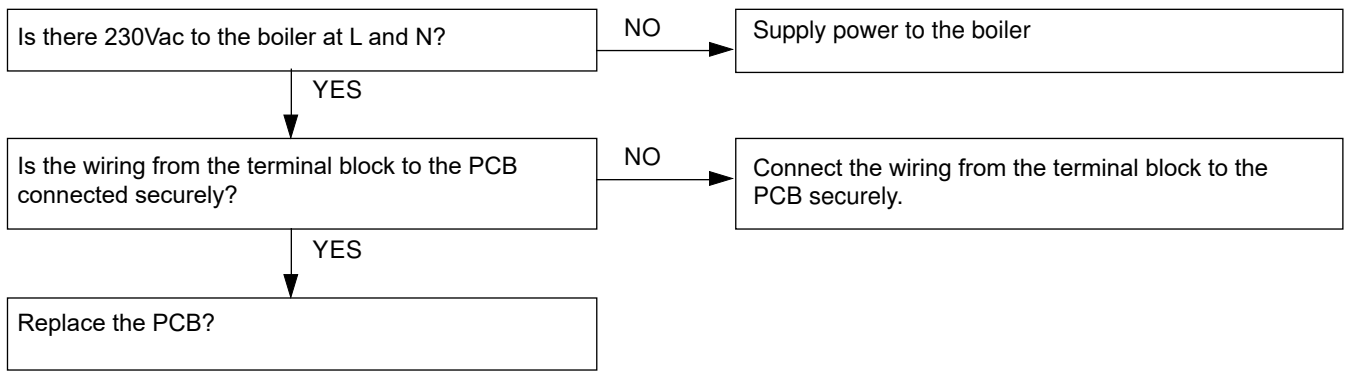 Is there 230Vac to the boiler at L and N?
NO
Supply power to the boiler
YES
Is the wiring from the terminal block to the PCB
connected securely?
NO
Connect the wiring from the terminal block to the
PCB securely.
YES
Replace the PCB?